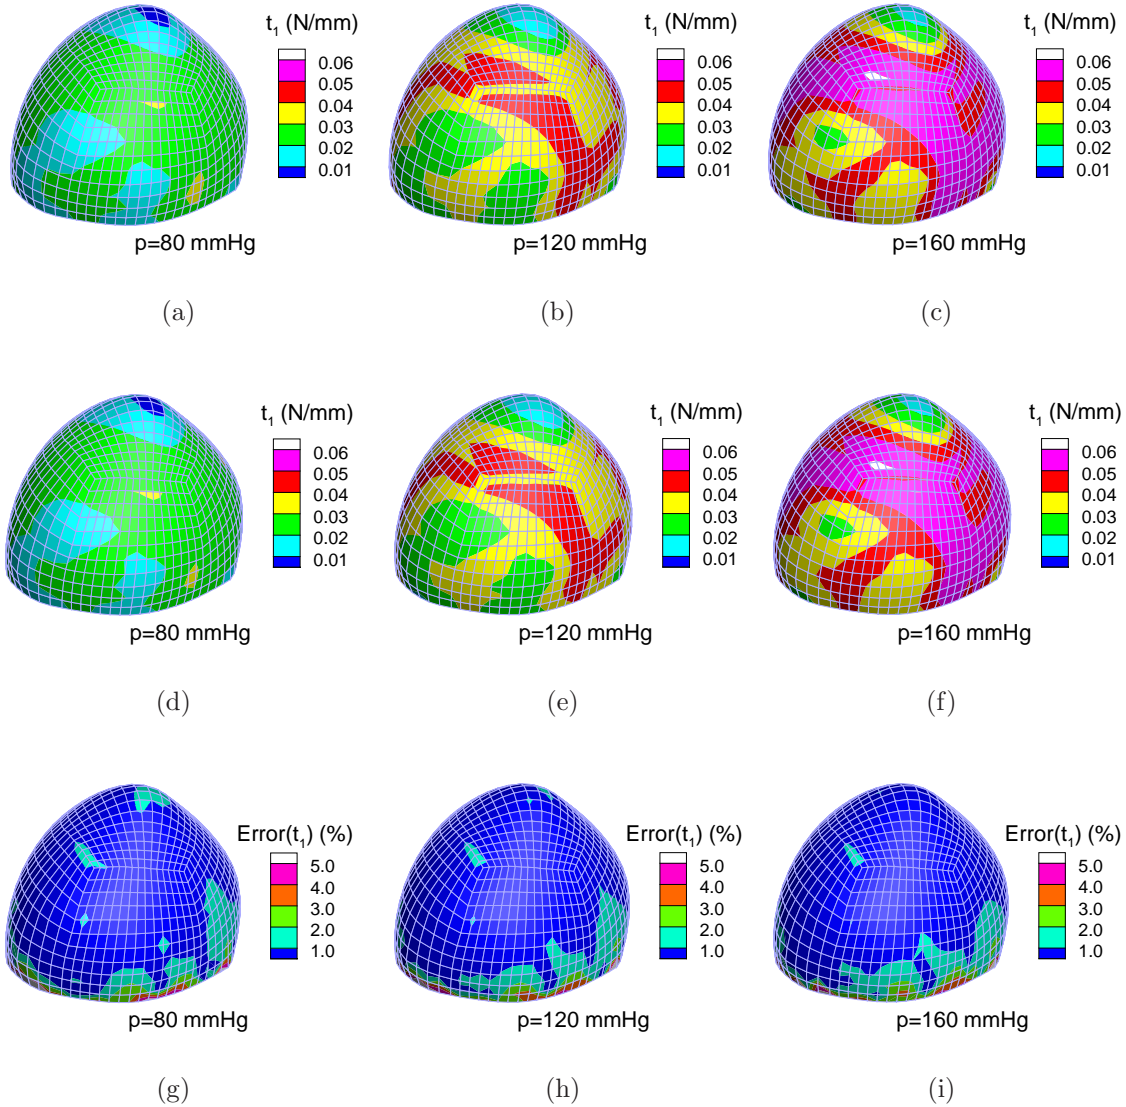 t₁ (N/mm)
0.06
0.05
0.04
0.03
0.02
0.01
p=80 mmHg
(a)
t₁ (N/mm)
0.06
0.05
0.04
0.03
0.02
0.01
p=120 mmHg
(b)
t₁ (N/mm)
0.06
0.05
0.04
0.03
0.02
0.01
p=160 mmHg
(c)
t₁ (N/mm)
0.06
0.05
0.04
0.03
0.02
0.01
p=80 mmHg
(d)
t₁ (N/mm)
0.06
0.05
0.04
0.03
0.02
0.01
p=120 mmHg
(e)
t₁ (N/mm)
0.06
0.05
0.04
0.03
0.02
0.01
p=160 mmHg
(f)
Error(t₁) (%)
5.0
4.0
3.0
2.0
1.0
p=80 mmHg
(g)
Error(t₁) (%)
5.0
4.0
3.0
2.0
1.0
p=120 mmHg
(h)
Error(t₁) (%)
5.0
4.0
3.0
2.0
1.0
p=160 mmHg
(i)